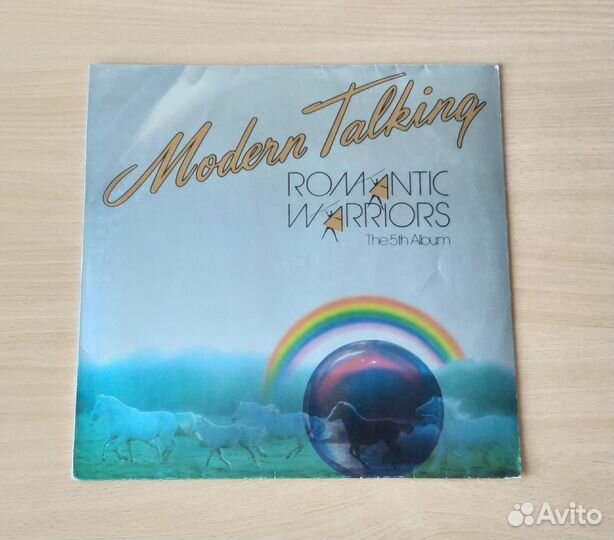 Modern Talking
ROMANTIC
WARRIORS
The 5th Album
Avito